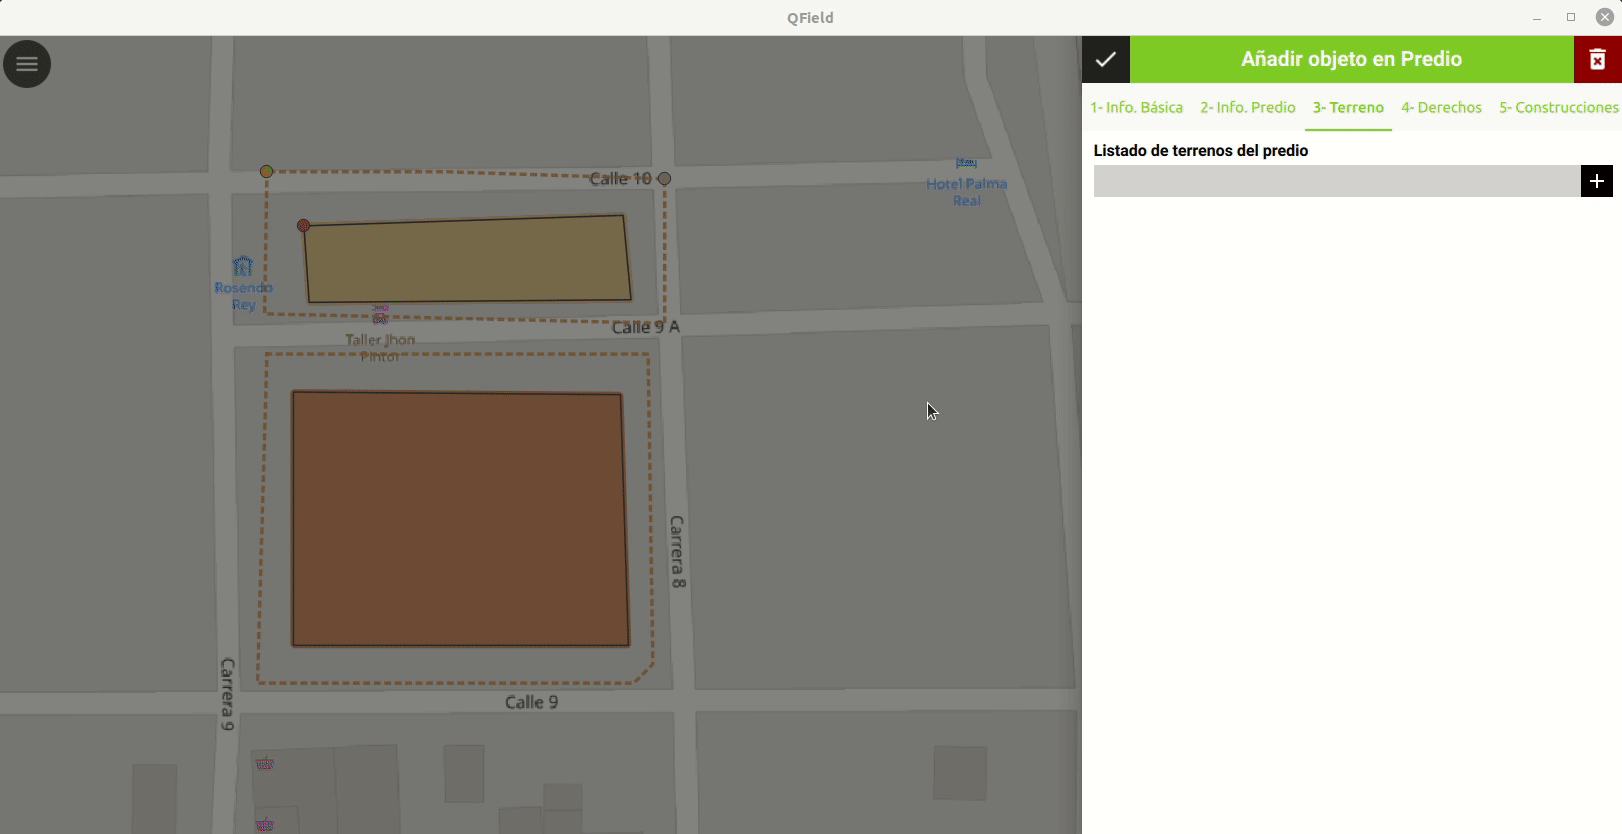 QField
Añadir objeto en Predio
1- Info. Básica 2- Info. Predio 3- Terreno 4- Derechos 5- Construcciones
Listado de terrenos del predio
Calle 10
Hotel Palma
Real
Rosendo
Rey
Calle 9 A
Taller Jhon
Pintor
Carrera 8
Carrera 9
Calle 9